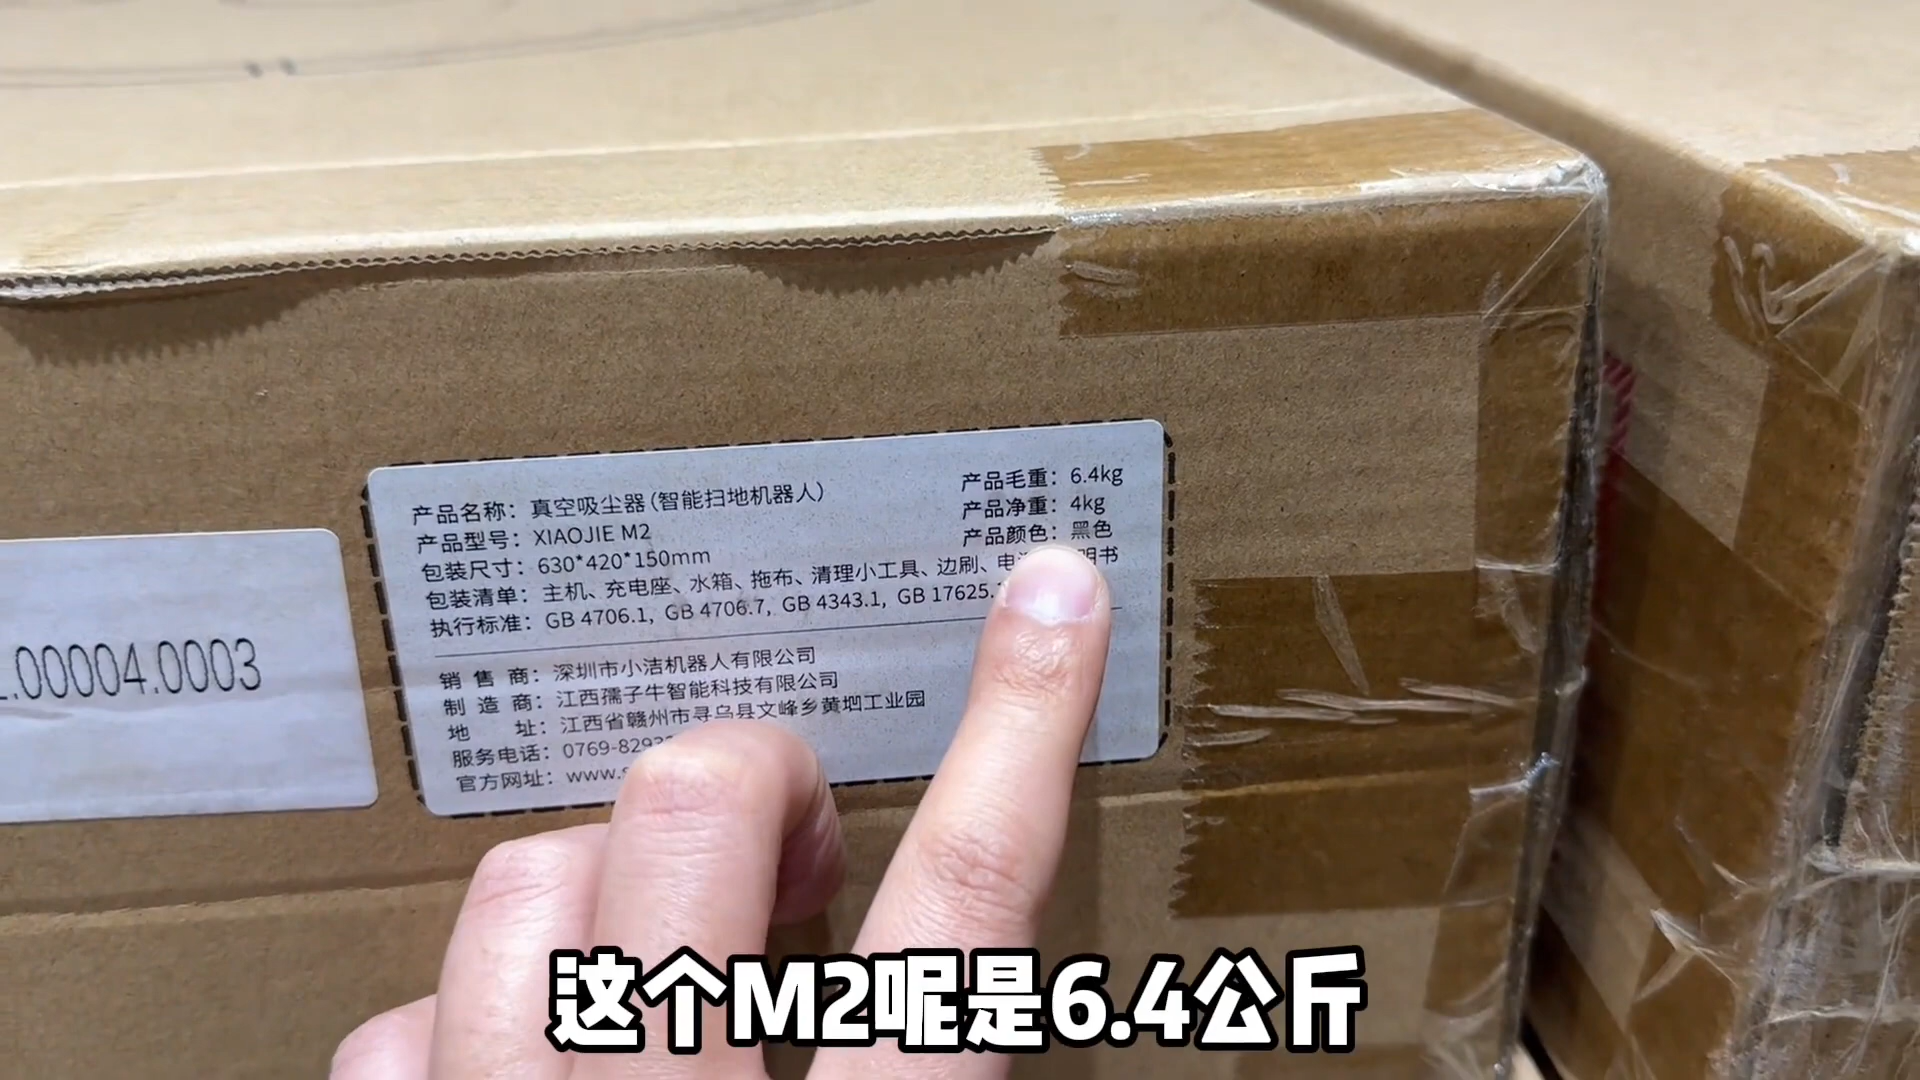 产品名称：真空吸尘器(智能扫地机器人)
产品型号：XIAOJIE M2
包装尺寸：630*420*150mm
产品毛重：6.4kg
产品净重：4kg
产品颜色：黑色
包装清单：主机、充电座、水箱、拖布、清理小工具、边刷、电 明书
执行标准：GB 4706.1, GB 4706.7, GB 4343.1, GB 17625.
销售商：深圳市小洁机器人有限公司
制造商：江西孺子牛智能科技有限公司
地址：江西省赣州市寻乌县文峰乡黄坳工业园
服务电话：0769-829
官方网址：www.s
.00004.0003
这个M2呢是6.4公斤